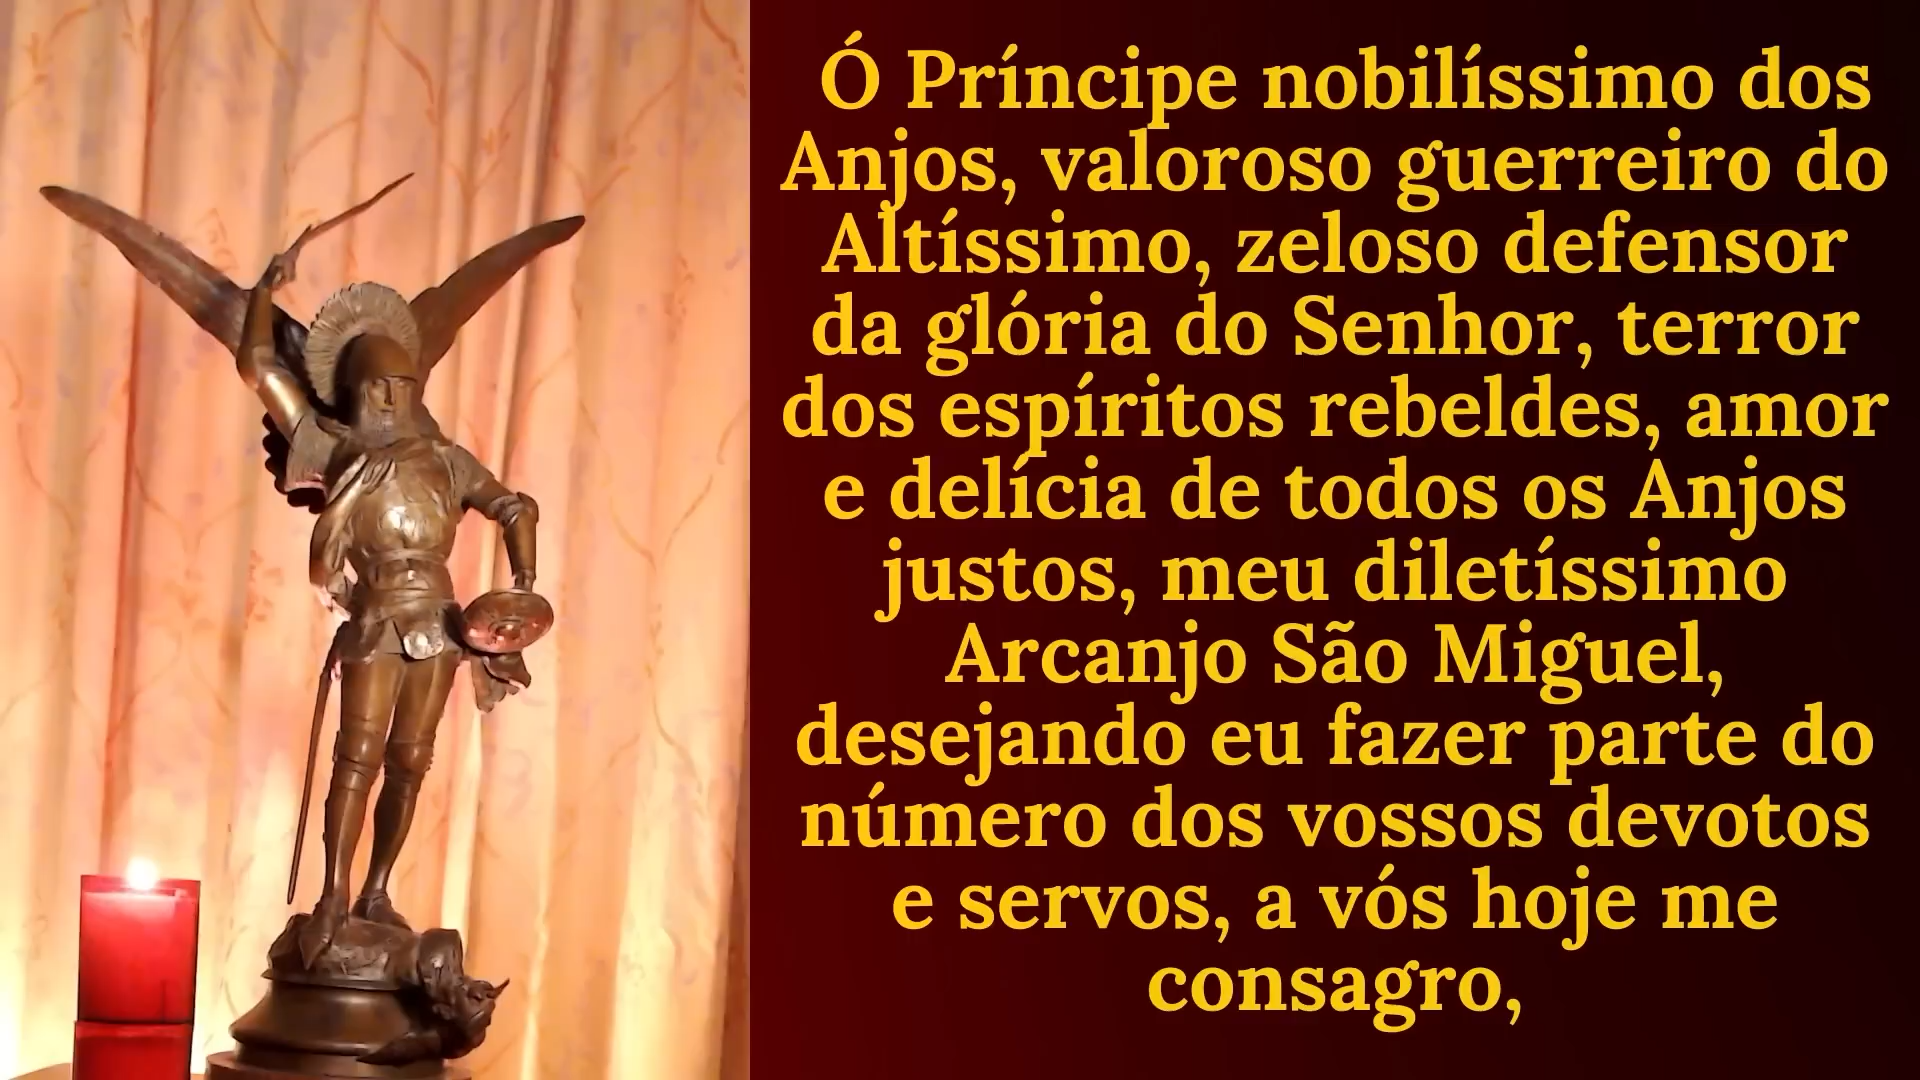 Ó Príncipe nobilíssimo dos
Anjos, valoroso guerreiro do
Altíssimo, zeloso defensor
da glória do Senhor, terror
dos espíritos rebeldes, amor
e delícia de todos os Anjos
justos, meu diletíssimo
Arcanjo São Miguel,
desejando eu fazer parte do
número dos vossos devotos
e servos, a vós hoje me
consagro,